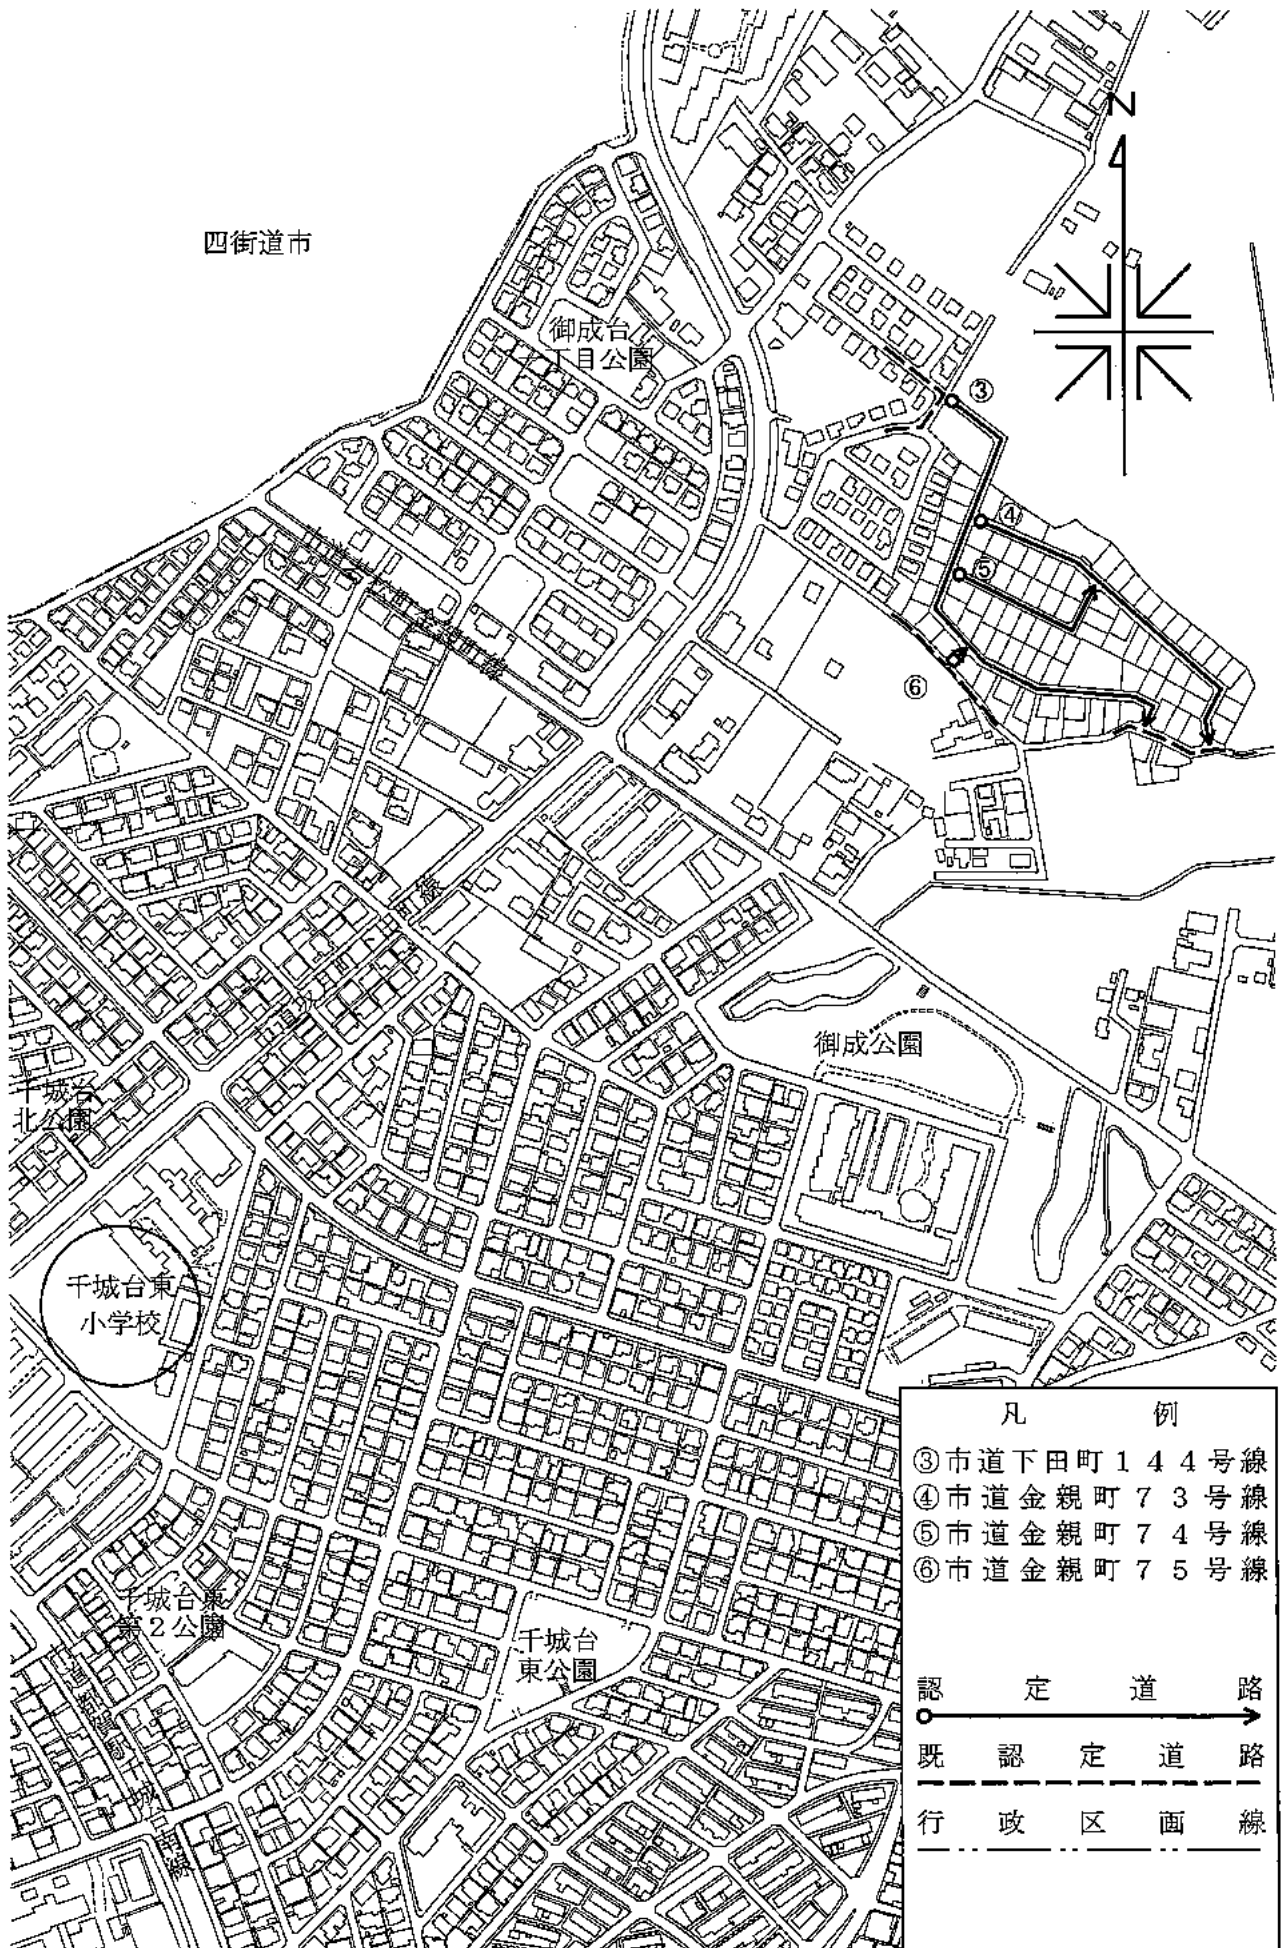 N
四街道市
御成台
一丁目公園
③
④
⑤
⑥
御成公園
千城台
北公園
千城台東
小学校
千城台東
第2公園
千城台
東公園
凡例
③市道下田町144号線
④市道金親町73号線
⑤市道金親町74号線
⑥市道金親町75号線
認定道路
既認定道路
行政区画線